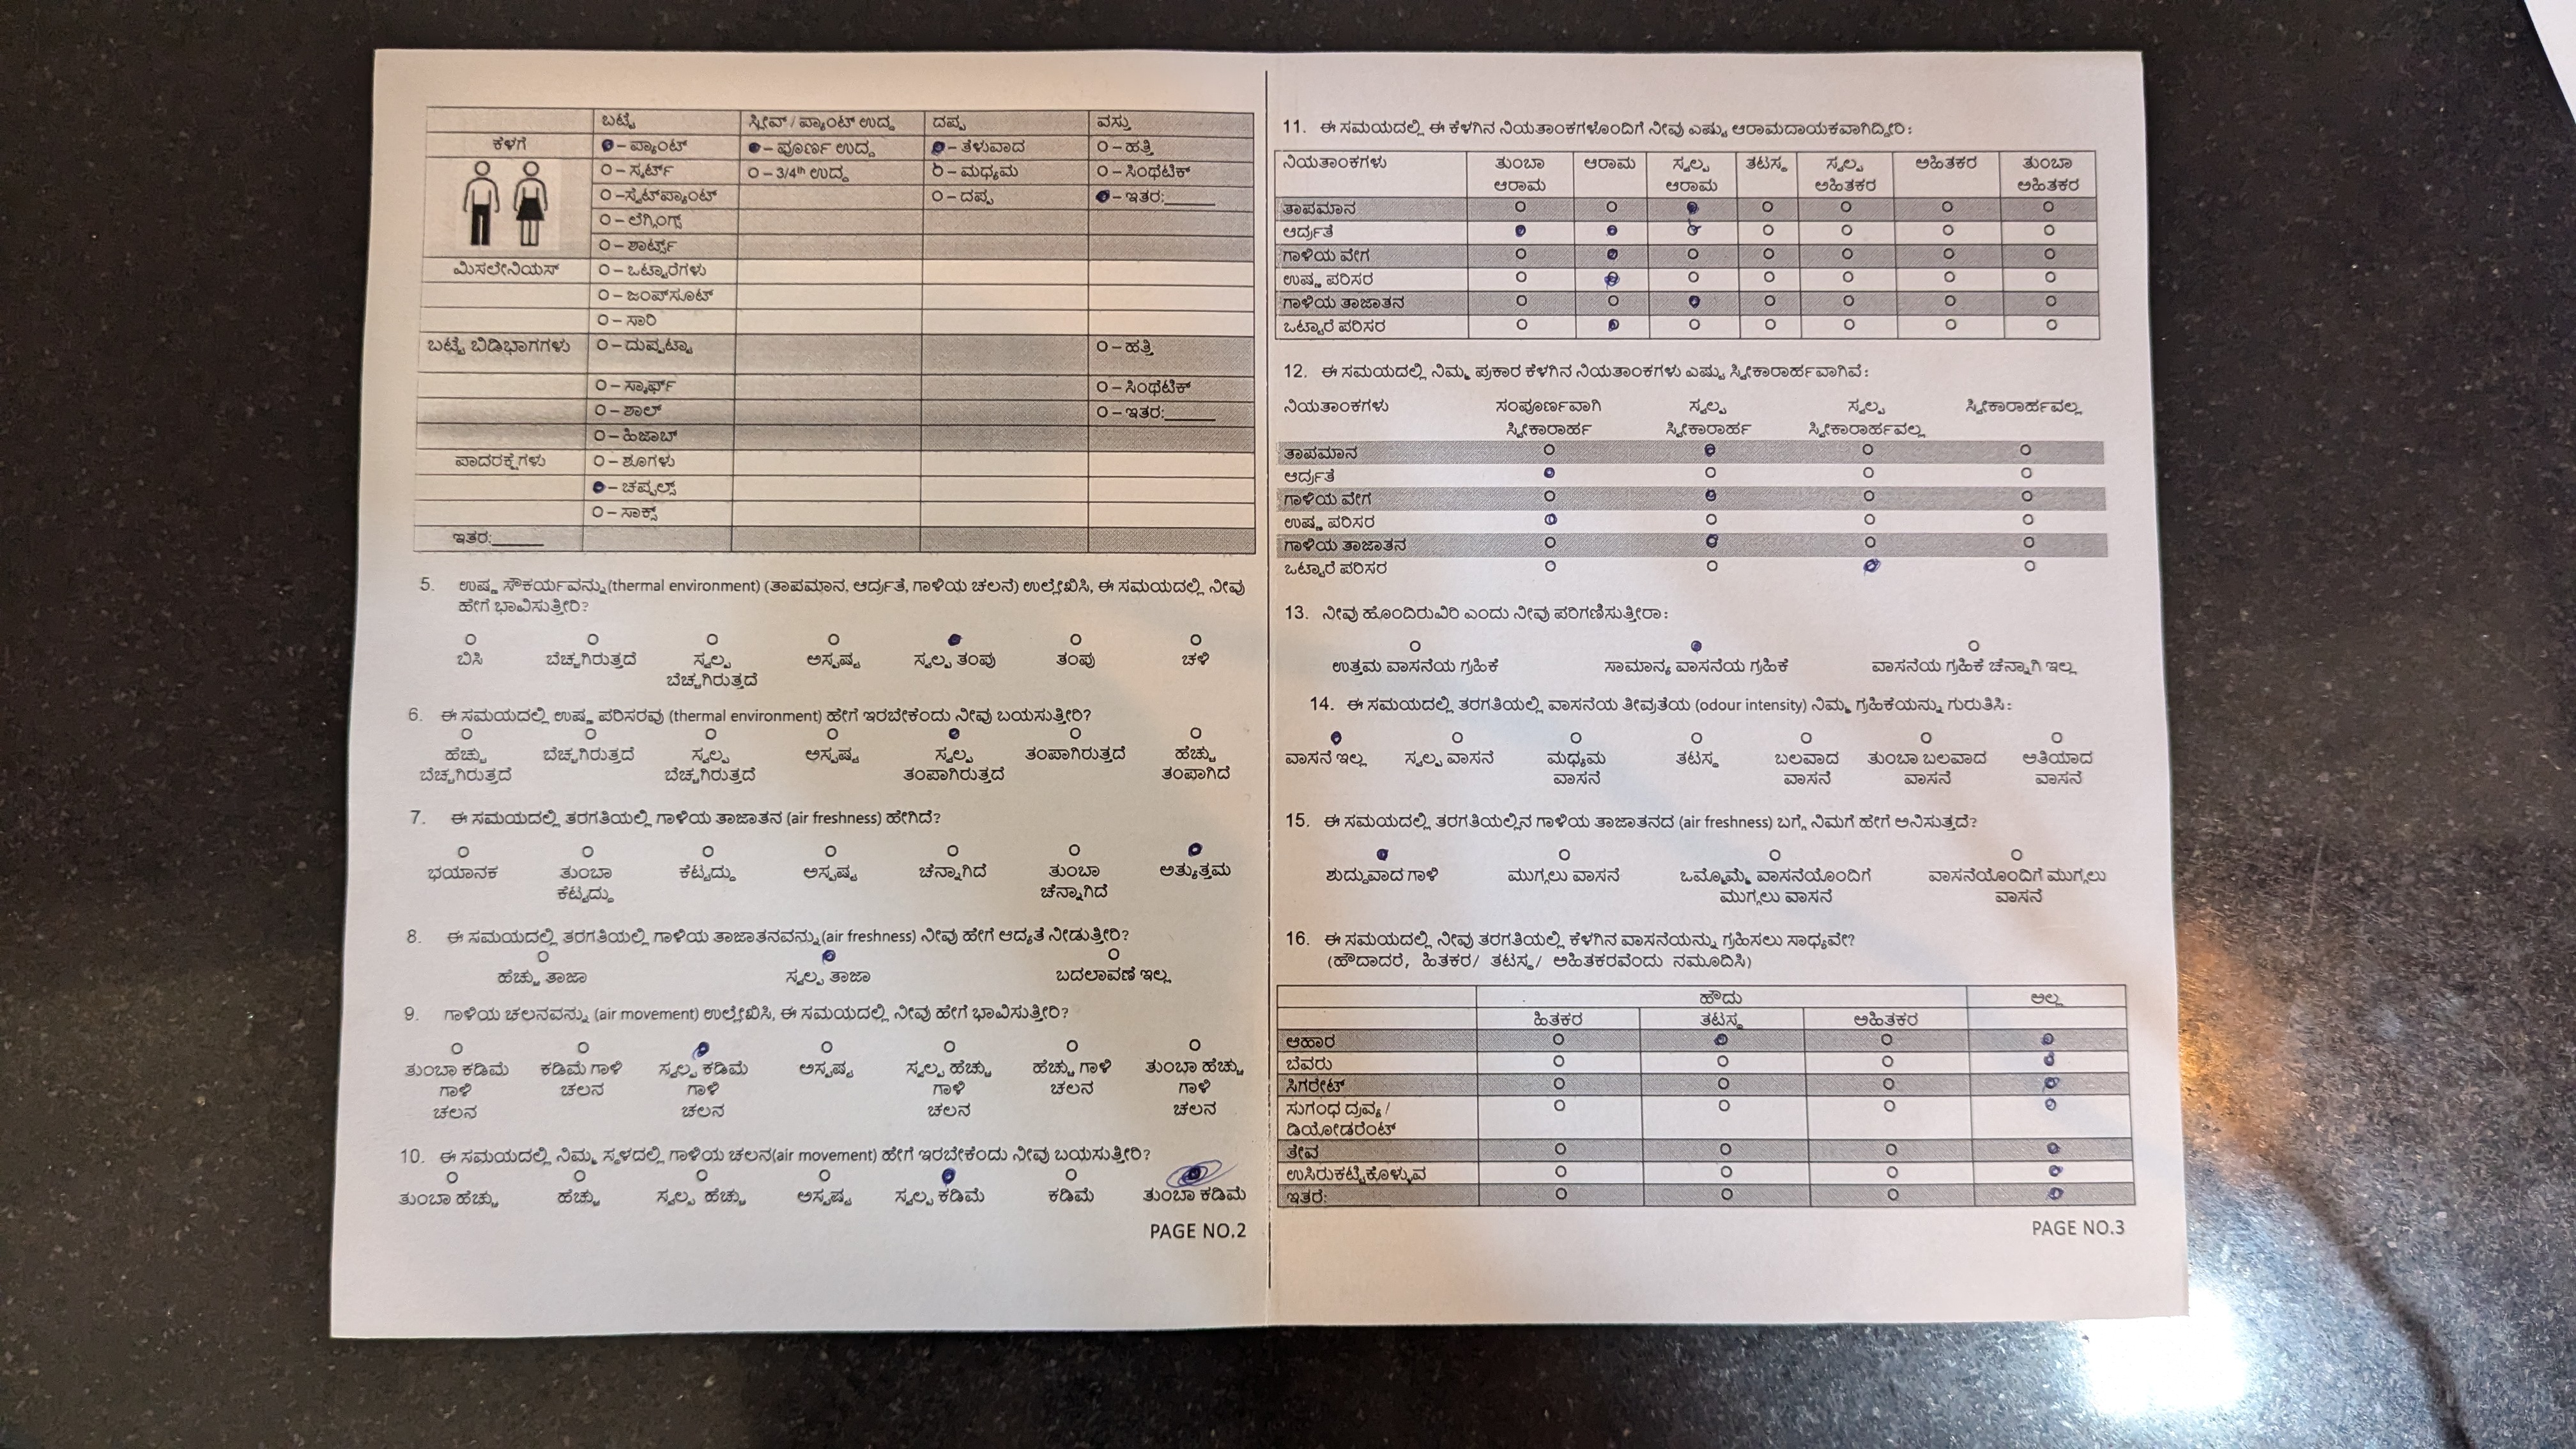 ಬಟ್ಟೆ ಸ್ಲೀವ್ / ಪ್ಯಾಂಟ್ ಉದ್ದ ದಪ್ಪ ವಸ್ತು
ಕೆಳಗೆ - ಪ್ಯಾಂಟ್ - ಪೂರ್ಣ ಉದ್ದ - ತೆಳುವಾದ O - ಹತ್ತಿ
O - ಸ್ಕರ್ಟ್ O - 3/4th ಉದ್ದ O - ಮಧ್ಯಮ O - ಸಿಂಥೆಟಿಕ್
O -ಸ್ವೆಟ್‌ಪ್ಯಾಂಟ್ O - ದಪ್ಪ - ಇತರ:______
O - ಲೆಗ್ಗಿಂಗ್ಸ್
O - ಶಾರ್ಟ್ಸ್
ಮಿಸಲೇನಿಯಸ್ O - ಒಟ್ಟಾರೆಗಳು
O - ಜಂಪ್‌ಸೂಟ್
O - ಸಾರಿ
ಬಟ್ಟೆ ಬಿಡಿಭಾಗಗಳು O - ದುಪ್ಪಟ್ಟಾ O - ಹತ್ತಿ
O - ಸ್ಕಾರ್ಫ್ O - ಸಿಂಥೆಟಿಕ್
O - ಶಾಲ್ O - ಇತರ:______
O - ಹಿಜಾಬ್
ಪಾದರಕ್ಷೆಗಳು O - ಶೂಗಳು
- ಚಪ್ಪಲ್ಸ್
O - ಸಾಕ್ಸ್
ಇತರ:______
5. ಉಷ್ಣ ಸೌಕರ್ಯವನ್ನು (thermal environment) (ತಾಪಮಾನ, ಆರ್ದ್ರತೆ, ಗಾಳಿಯ ಚಲನೆ) ಉಲ್ಲೇಖಿಸಿ, ಈ ಸಮಯದಲ್ಲಿ ನೀವು
ಹೇಗೆ ಭಾವಿಸುತ್ತೀರಿ?
ಬಿಸಿ ಬೆಚ್ಚಗಿರುತ್ತದೆ ಸ್ವಲ್ಪ ಅಸ್ಪಷ್ಟ ಸ್ವಲ್ಪ ತಂಪು ತಂಪು ಚಳಿ
ಬೆಚ್ಚಗಿರುತ್ತದೆ
6. ಈ ಸಮಯದಲ್ಲಿ ಉಷ್ಣ ಪರಿಸರವು (thermal environment) ಹೇಗೆ ಇರಬೇಕೆಂದು ನೀವು ಬಯಸುತ್ತೀರಿ?
ಹೆಚ್ಚು ಬೆಚ್ಚಗಿರುತ್ತದೆ ಸ್ವಲ್ಪ ಅಸ್ಪಷ್ಟ ಸ್ವಲ್ಪ ತಂಪಾಗಿರುತ್ತದೆ ಹೆಚ್ಚು
ಬೆಚ್ಚಗಿರುತ್ತದೆ ಬೆಚ್ಚಗಿರುತ್ತದೆ ತಂಪಾಗಿರುತ್ತದೆ ತಂಪಾಗಿದೆ
7. ಈ ಸಮಯದಲ್ಲಿ ತರಗತಿಯಲ್ಲಿ ಗಾಳಿಯ ತಾಜಾತನ (air freshness) ಹೇಗಿದೆ?
ಭಯಾನಕ ತುಂಬಾ ಕೆಟ್ಟದ್ದು ಅಸ್ಪಷ್ಟ ಚೆನ್ನಾಗಿದೆ ತುಂಬಾ ಅತ್ಯುತ್ತಮ
ಕೆಟ್ಟದ್ದು ಚೆನ್ನಾಗಿದೆ
8. ಈ ಸಮಯದಲ್ಲಿ ತರಗತಿಯಲ್ಲಿ ಗಾಳಿಯ ತಾಜಾತನವನ್ನು (air freshness) ನೀವು ಹೇಗೆ ಆದ್ಯತೆ ನೀಡುತ್ತೀರಿ?
ಹೆಚ್ಚು ತಾಜಾ ಸ್ವಲ್ಪ ತಾಜಾ ಬದಲಾವಣೆ ಇಲ್ಲ
9. ಗಾಳಿಯ ಚಲನವನ್ನು (air movement) ಉಲ್ಲೇಖಿಸಿ, ಈ ಸಮಯದಲ್ಲಿ ನೀವು ಹೇಗೆ ಭಾವಿಸುತ್ತೀರಿ?
ತುಂಬಾ ಕಡಿಮೆ ಕಡಿಮೆ ಗಾಳಿ ಸ್ವಲ್ಪ ಕಡಿಮೆ ಅಸ್ಪಷ್ಟ ಸ್ವಲ್ಪ ಹೆಚ್ಚು ಹೆಚ್ಚು ಗಾಳಿ ತುಂಬಾ ಹೆಚ್ಚು
ಗಾಳಿ ಚಲನ ಗಾಳಿ ಗಾಳಿ ಚಲನ ಗಾಳಿ
ಚಲನ ಚಲನ ಚಲನ ಚಲನ
10. ಈ ಸಮಯದಲ್ಲಿ ನಿಮ್ಮ ಸ್ಥಳದಲ್ಲಿ ಗಾಳಿಯ ಚಲನ(air movement) ಹೇಗೆ ಇರಬೇಕೆಂದು ನೀವು ಬಯಸುತ್ತೀರಿ?
ತುಂಬಾ ಹೆಚ್ಚು ಹೆಚ್ಚು ಸ್ವಲ್ಪ ಹೆಚ್ಚು ಅಸ್ಪಷ್ಟ ಸ್ವಲ್ಪ ಕಡಿಮೆ ಕಡಿಮೆ ತುಂಬಾ ಕಡಿಮೆ
PAGE NO.2
11. ಈ ಸಮಯದಲ್ಲಿ ಈ ಕೆಳಗಿನ ನಿಯತಾಂಕಗಳೊಂದಿಗೆ ನೀವು ಎಷ್ಟು ಆರಾಮದಾಯಕವಾಗಿದ್ದೀರಿ:
ನಿಯತಾಂಕಗಳು ತುಂಬಾ ಆರಾಮ ಸ್ವಲ್ಪ ತಟಸ್ಥ ಸ್ವಲ್ಪ ಅಹಿತಕರ ತುಂಬಾ
ಆರಾಮ ಆರಾಮ ಅಹಿತಕರ ಅಹಿತಕರ
ತಾಪಮಾನ
ಆರ್ದ್ರತೆ
ಗಾಳಿಯ ವೇಗ
ಉಷ್ಣ ಪರಿಸರ
ಗಾಳಿಯ ತಾಜಾತನ
ಒಟ್ಟಾರೆ ಪರಿಸರ
12. ಈ ಸಮಯದಲ್ಲಿ ನಿಮ್ಮ ಪ್ರಕಾರ ಕೆಳಗಿನ ನಿಯತಾಂಕಗಳು ಎಷ್ಟು ಸ್ವೀಕಾರಾರ್ಹವಾಗಿವೆ:
ನಿಯತಾಂಕಗಳು ಸಂಪೂರ್ಣವಾಗಿ ಸ್ವಲ್ಪ ಸ್ವಲ್ಪ ಸ್ವೀಕಾರಾರ್ಹವಲ್ಲ
ಸ್ವೀಕಾರಾರ್ಹ ಸ್ವೀಕಾರಾರ್ಹ ಸ್ವೀಕಾರಾರ್ಹವಲ್ಲ
ತಾಪಮಾನ
ಆರ್ದ್ರತೆ
ಗಾಳಿಯ ವೇಗ
ಉಷ್ಣ ಪರಿಸರ
ಗಾಳಿಯ ತಾಜಾತನ
ಒಟ್ಟಾರೆ ಪರಿಸರ
13. ನೀವು ಹೊಂದಿರುವಿರಿ ಎಂದು ನೀವು ಪರಿಗಣಿಸುತ್ತೀರಾ:
ಉತ್ತಮ ವಾಸನೆಯ ಗ್ರಹಿಕೆ ಸಾಮಾನ್ಯ ವಾಸನೆಯ ಗ್ರಹಿಕೆ ವಾಸನೆಯ ಗ್ರಹಿಕೆ ಚೆನ್ನಾಗಿ ಇಲ್ಲ
14. ಈ ಸಮಯದಲ್ಲಿ ತರಗತಿಯಲ್ಲಿ ವಾಸನೆಯ ತೀವ್ರತೆಯ (odour intensity) ನಿಮ್ಮ ಗ್ರಹಿಕೆಯನ್ನು ಗುರುತಿಸಿ:
ವಾಸನೆ ಇಲ್ಲ ಸ್ವಲ್ಪ ವಾಸನೆ ಮಧ್ಯಮ ತಟಸ್ಥ ಬಲವಾದ ತುಂಬಾ ಬಲವಾದ ಅತಿಯಾದ
ವಾಸನೆ ವಾಸನೆ ವಾಸನೆ ವಾಸನೆ
15. ಈ ಸಮಯದಲ್ಲಿ ತರಗತಿಯಲ್ಲಿನ ಗಾಳಿಯ ತಾಜಾತನದ (air freshness) ಬಗ್ಗೆ ನಿಮಗೆ ಹೇಗೆ ಅನಿಸುತ್ತದೆ?
ಶುದ್ಧವಾದ ಗಾಳಿ ಮುಗ್ಗಲು ವಾಸನೆ ಒಮ್ಮೊಮ್ಮೆ ವಾಸನೆಯೊಂದಿಗೆ ವಾಸನೆಯೊಂದಿಗೆ ಮುಗ್ಗಲು
ಮುಗ್ಗಲು ವಾಸನೆ ವಾಸನೆ
16. ಈ ಸಮಯದಲ್ಲಿ ನೀವು ತರಗತಿಯಲ್ಲಿ ಕೆಳಗಿನ ವಾಸನೆಯನ್ನು ಗ್ರಹಿಸಲು ಸಾಧ್ಯವೇ?
(ಹೌದಾದರೆ, ಹಿತಕರ/ ತಟಸ್ಥ/ ಅಹಿತಕರವೆಂದು ನಮೂದಿಸಿ)
ಹೌದು ಅಲ್ಲ
ಹಿತಕರ ತಟಸ್ಥ ಅಹಿತಕರ
ಆಹಾರ
ಬೆವರು
ಸಿಗರೇಟ್
ಸುಗಂಧ ದ್ರವ್ಯ /
ಡಿಯೋಡರೆಂಟ್
ತೇವ
ಉಸಿರುಕಟ್ಟಿಕೊಳ್ಳುವ
ಇತರೆ:
PAGE NO.3